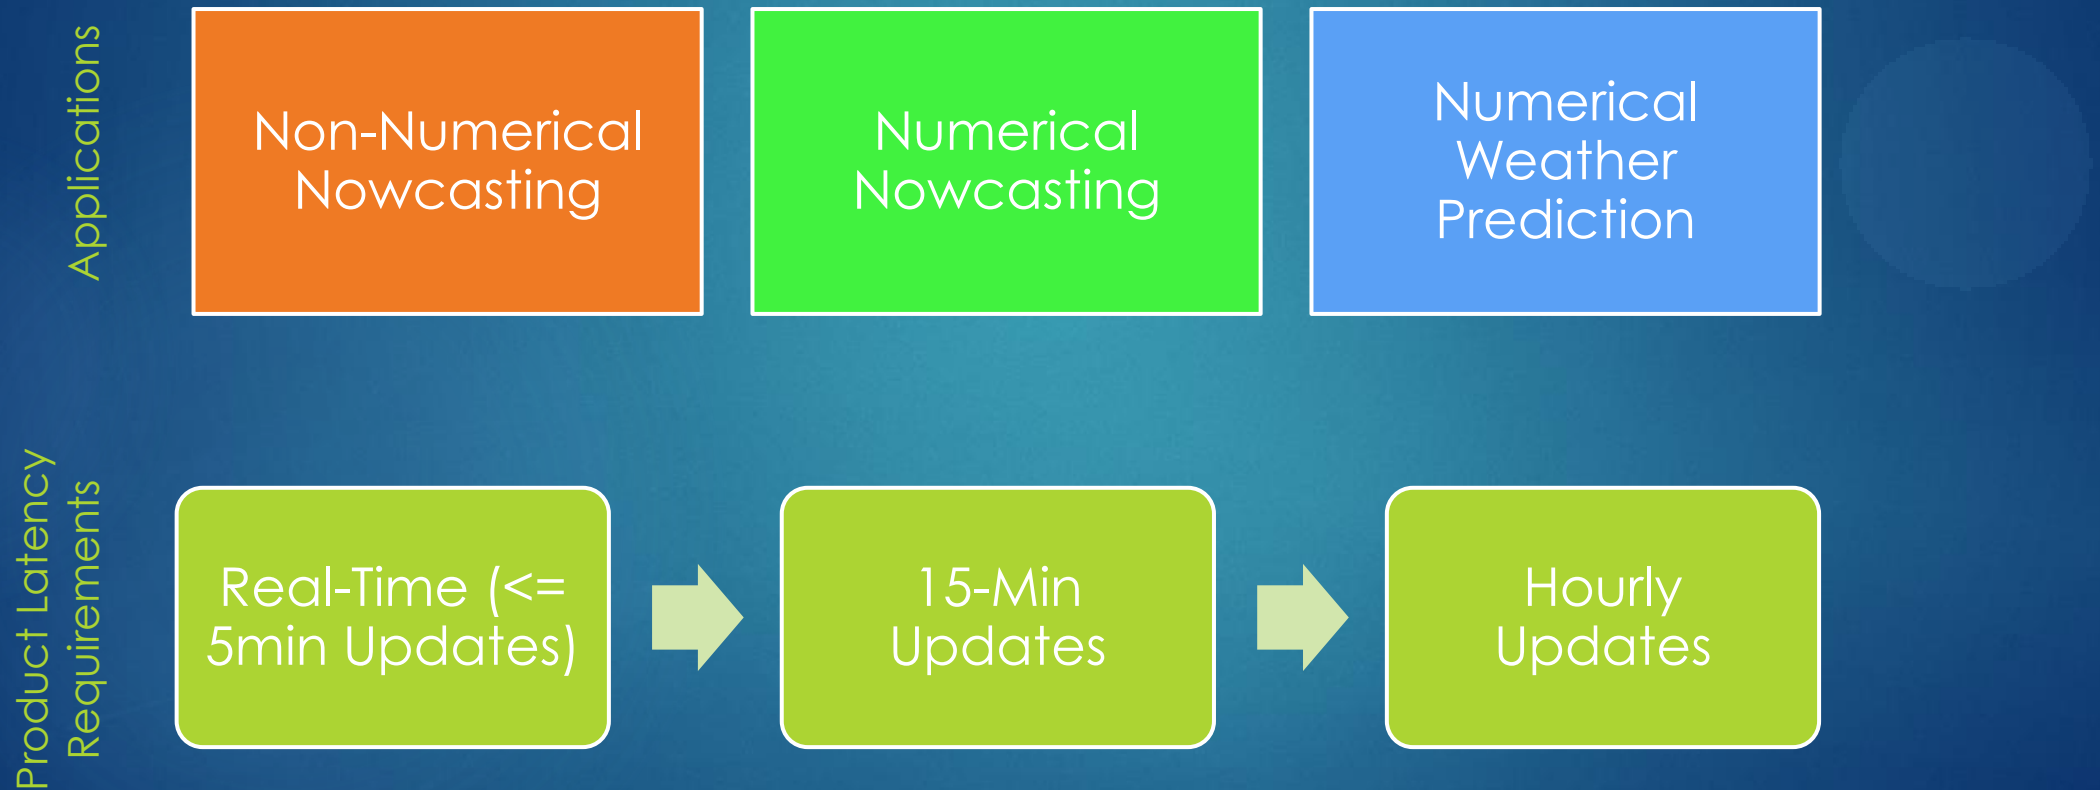 Applications
Non-Numerical
Nowcasting
Numerical
Nowcasting
Numerical
Weather
Prediction
Product Latency
Requirements
Real-Time (<=
5min Updates)
15-Min
Updates
Hourly
Updates